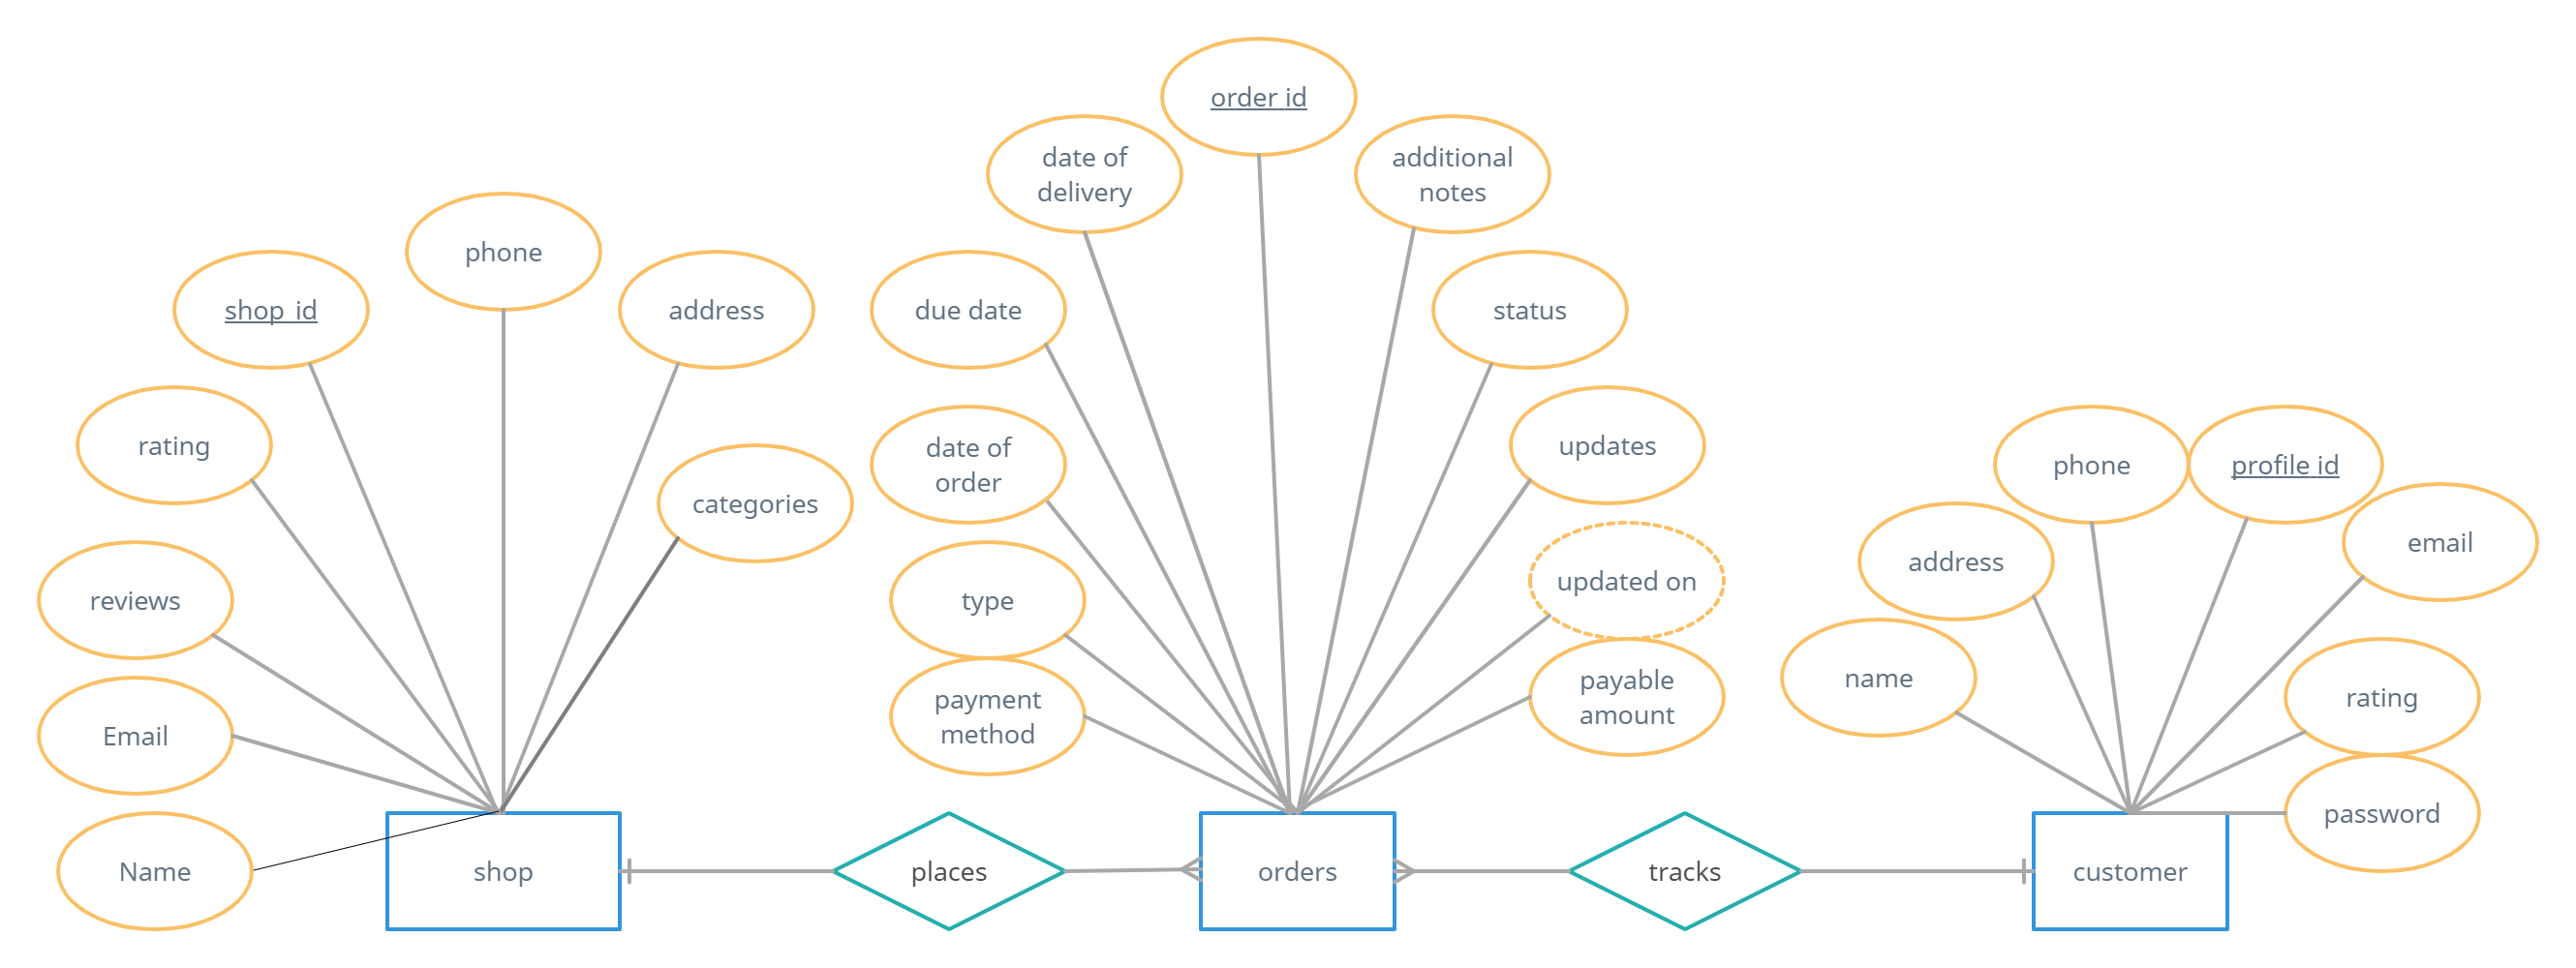 order id
date of
delivery
additional
notes
phone
shop_id
address
due date
status
rating
categories
date of
order
updates
phone
profile id
email
address
reviews
type
updated on
name
rating
Email
payment
method
payable
amount
password
Name
shop
places
orders
tracks
customer